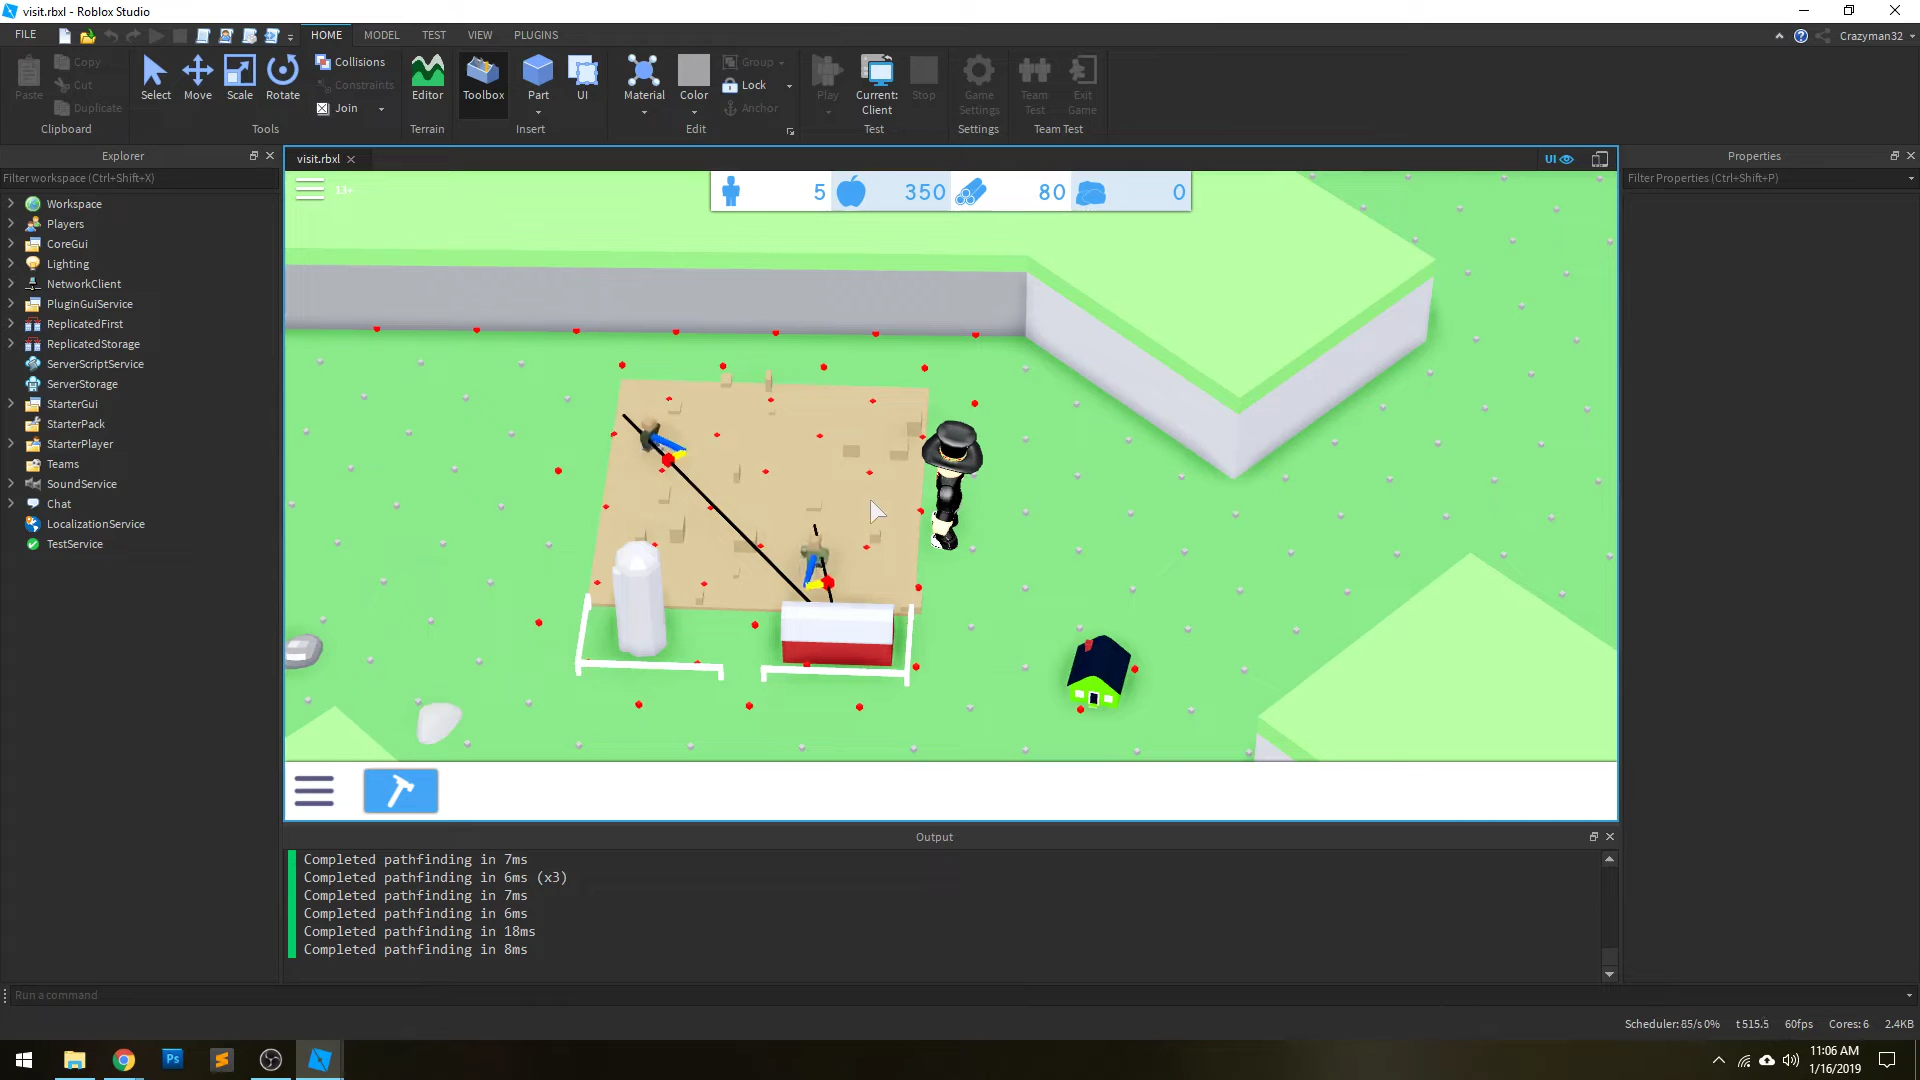 visit.rbxl - Roblox Studio
FILE
HOME
MODEL
TEST
VIEW
PLUGINS
Crazyman32
Paste
Copy
Cut
Duplicate
Clipboard
Select
Move
Scale
Rotate
Collisions
Constraints
Join
Tools
Editor
Terrain
Toolbox
Part
UI
Insert
Material
Color
Group
Lock
Anchor
Edit
Play
Current:
Client
Stop
Test
Game
Settings
Settings
Team
Test
Exit
Game
Team Test
Explorer
Filter workspace (Ctrl+Shift+X)
Workspace
Players
CoreGui
Lighting
NetworkClient
PluginGuiService
ReplicatedFirst
ReplicatedStorage
ServerScriptService
ServerStorage
StarterGui
StarterPack
StarterPlayer
Teams
SoundService
Chat
LocalizationService
TestService
visit.rbxl
UI
13+
5
350
80
0
Properties
Filter Properties (Ctrl+Shift+P)
Output
Completed pathfinding in 7ms
Completed pathfinding in 6ms (x3)
Completed pathfinding in 7ms
Completed pathfinding in 6ms
Completed pathfinding in 18ms
Completed pathfinding in 8ms
Run a command
Scheduler: 85/s 0%
t 515.5
60fps
Cores: 6
2.4KB
Ps
11:06 AM
1/16/2019